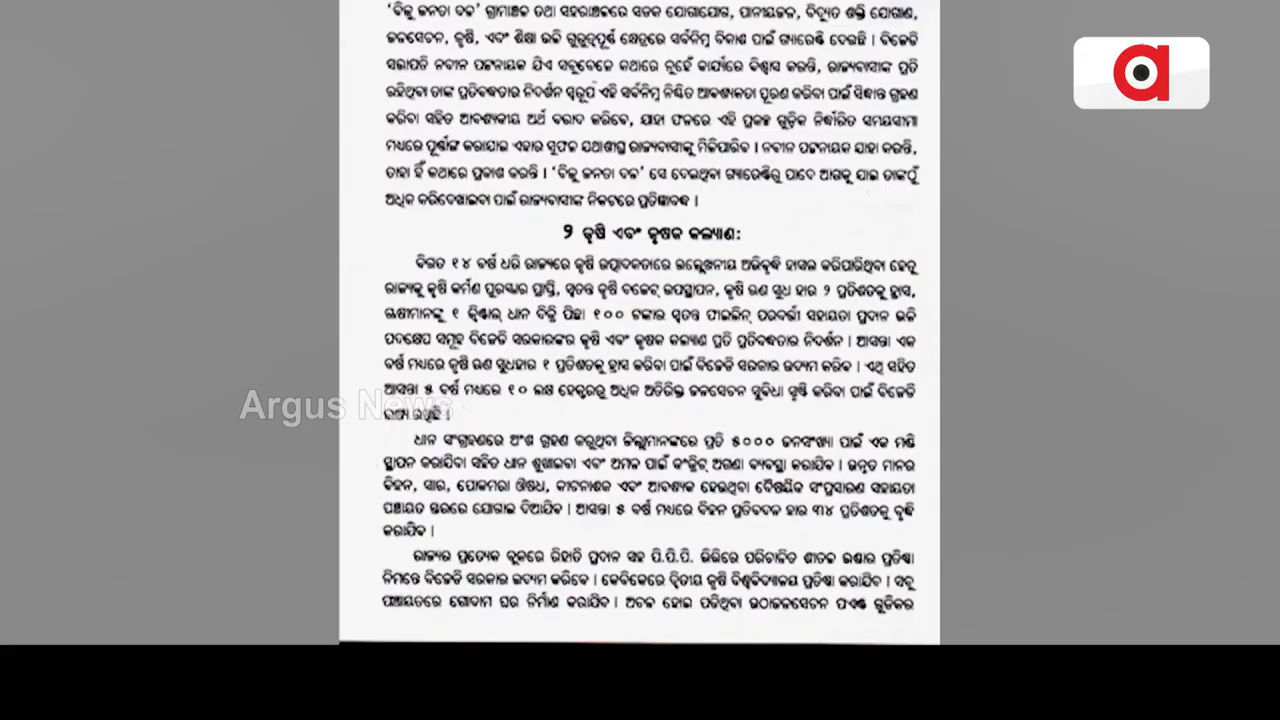 ‘ବିଜୁ ଜନତା ଦଳ’ ଗ୍ରାମାଞ୍ଚଳ ତଥା ସହରାଞ୍ଚଳରେ ସଡକ ଯୋଗାଯୋଗ, ପାନୀୟଜଳ, ବିଦ୍ୟୁତ ଶକ୍ତି ଯୋଗାଣ,
ଜଳସେଚନ, କୃଷି, ଏବଂ ଶିକ୍ଷା ଭଳି ଗୁରୁତ୍ୱପୂର୍ଣ୍ଣ କ୍ଷେତ୍ରରେ ସର୍ବନିମ୍ନ ବିକାଶ ପାଇଁ ଗ୍ୟାରେଣ୍ଟି ଦେଉଛି । ବିଜେଡି
ସଭାପତି ନବୀନ ପଟ୍ଟନାୟକ ଯିଏ ସବୁବେଳେ କଥାରେ ନୁହେଁ କାର୍ଯ୍ୟରେ ବିଶ୍ୱାସ କରନ୍ତି, ରାଜ୍ୟବାସୀଙ୍କ ପ୍ରତି
ରହିଥିବା ତାଙ୍କ ପ୍ରତିବଦ୍ଧତାର ନିଦର୍ଶନ ସ୍ୱରୂପ ଏହି ସର୍ବନିମ୍ନ ନିଶ୍ଚିତ ଆବଶ୍ୟକତା ପୂରଣ କରିବା ପାଇଁ ସିଦ୍ଧାନ୍ତ ଗ୍ରହଣ
କରିବା ସହିତ ଆବଶ୍ୟକୀୟ ଅର୍ଥ ବରାଦ କରିବେ, ଯାହା ଫଳରେ ଏହି ପ୍ରକଳ୍ପ ଗୁଡ଼ିକ ନିର୍ଦ୍ଧାରିତ ସମୟସୀମା
ମଧ୍ୟରେ ପୂର୍ଣ୍ଣାଙ୍ଗ କରାଯାଇ ଏହାର ସୁଫଳ ଯଥାଶୀଘ୍ର ରାଜ୍ୟବାସୀଙ୍କୁ ମିଳିପାରିବ । ନବୀନ ପଟ୍ଟନାୟକ ଯାହା କରନ୍ତି,
ତାହା ହିଁ କଥାରେ ପ୍ରକାଶ କରନ୍ତି । ‘ବିଜୁ ଜନତା ଦଳ’ ସେ ଦେଇଥିବା ଗ୍ୟାରେଣ୍ଟିରୁ ପାଦେ ଆଗକୁ ଯାଇ ତାଙ୍କଠୁଁ
ଅଧିକ କରିଦେଖାଇବା ପାଇଁ ରାଜ୍ୟବାସୀଙ୍କ ନିକଟରେ ପ୍ରତିଶୃତିବଦ୍ଧ ।
୨ କୃଷି ଏବଂ କୃଷକ କଲ୍ୟାଣ:
ବିଗତ ୧୪ ବର୍ଷ ଧରି ରାଜ୍ୟରେ କୃଷି ଉତ୍ପାଦକତାରେ ଉଲ୍ଲେଖନୀୟ ଅଭିବୃଦ୍ଧି ହାସଲ କରିପାରିଥିବା ହେତୁ
ରାଜ୍ୟକୁ କୃଷି କର୍ମଣ ପୁରସ୍କାର ପ୍ରାପ୍ତି, ସ୍ୱତନ୍ତ୍ର କୃଷି ବଜେଟ୍ ଉପସ୍ଥାପନ, କୃଷି ଋଣ ସୁଧ ହାର ୨ ପ୍ରତିଶତକୁ ହ୍ରାସ,
ଚାଷୀମାନଙ୍କୁ ୧ କ୍ୱିଣ୍ଟାଲ୍ ଧାନ ବିକ୍ରି ପିଛା ୧୦୦ ଟଙ୍କାର ସ୍ୱତନ୍ତ୍ର ଫାଇଲିନ୍ ପରବର୍ତ୍ତୀ ସହାୟତା ପ୍ରଦାନ ଭଳି
ପଦକ୍ଷେପ ସମୂହ ବିଜେଡି ସରକାରଙ୍କର କୃଷି ଏବଂ କୃଷକ କଲ୍ୟାଣ ପ୍ରତି ପ୍ରତିବଦ୍ଧତାର ନିଦର୍ଶନ । ଆସନ୍ତା ଏକ
ବର୍ଷ ମଧ୍ୟରେ କୃଷି ଋଣ ସୁଧହାର ୧ ପ୍ରତିଶତକୁ ହ୍ରାସ କରିବା ପାଇଁ ବିଜେଡି ସରକାର ଉଦ୍ୟମ କରିବ । ଏଥି ସହିତ
ଆସନ୍ତା ୫ ବର୍ଷ ମଧ୍ୟରେ ୧୦ ଲକ୍ଷ ହେକ୍ଟରରୁ ଅଧିକ ଅତିରିକ୍ତ ଜଳସେଚନ ସୁବିଧା ସୃଷ୍ଟି କରିବା ପାଇଁ ବିଜେଡି
ଲକ୍ଷ୍ୟ ରଖିଛି ।
ଧାନ ସଂଗ୍ରହଣରେ ଅଂଶ ଗ୍ରହଣ କରୁଥିବା ଜିଲ୍ଲାମାନଙ୍କରେ ପ୍ରତି ୫୦୦୦ ଜନସଂଖ୍ୟା ପାଇଁ ଏକ ମଣ୍ଡି
ସ୍ଥାପନ କରାଯିବା ସହିତ ଧାନ ଶୁଖାଇବା ଏବଂ ଅମଳ ପାଇଁ କଂକ୍ରିଟ୍ ଅଗଣା ବ୍ୟବସ୍ଥା କରାଯିବ । ଉନ୍ନତ ମାନର
ବିହନ, ସାର, ପୋକମରା ଔଷଧ, କୀଟନାଶକ ଏବଂ ଆବଶ୍ୟକ ହେଉଥିବା ବୈଷୟିକ ସଂପ୍ରସାରଣ ସହାୟତା
ପଞ୍ଚାୟତ ସ୍ତରରେ ଯୋଗାଇ ଦିଆଯିବ । ଆସନ୍ତା ୫ ବର୍ଷ ମଧ୍ୟରେ ବିହନ ପ୍ରତିବଦଳ ହାର ୩୪ ପ୍ରତିଶତକୁ ବୃଦ୍ଧି
କରାଯିବ ।
ରାଜ୍ୟର ପ୍ରତ୍ୟେକ ବ୍ଲକରେ ରିହାତି ପ୍ରଦାନ ସହ ପି.ପି.ପି. ଭିତ୍ତିରେ ପରିଚାଳିତ ଶୀତଳ ଭଣ୍ଡାର ପ୍ରତିଷ୍ଠା
ନିମନ୍ତେ ବିଜେଡି ସରକାର ଉଦ୍ୟମ କରିବେ । କେବିକେରେ ଦ୍ୱିତୀୟ କୃଷି ବିଶ୍ୱବିଦ୍ୟାଳୟ ପ୍ରତିଷ୍ଠା କରାଯିବ । ସବୁ
ପଞ୍ଚାୟତରେ ଗୋଦାମ ଘର ନିର୍ମାଣ କରାଯିବ । ଅଚଳ ହୋଇ ପଡିଥିବା ଉଠାଜଳସେଚନ ପଏଣ୍ଟ ଗୁଡିକର
Argus News